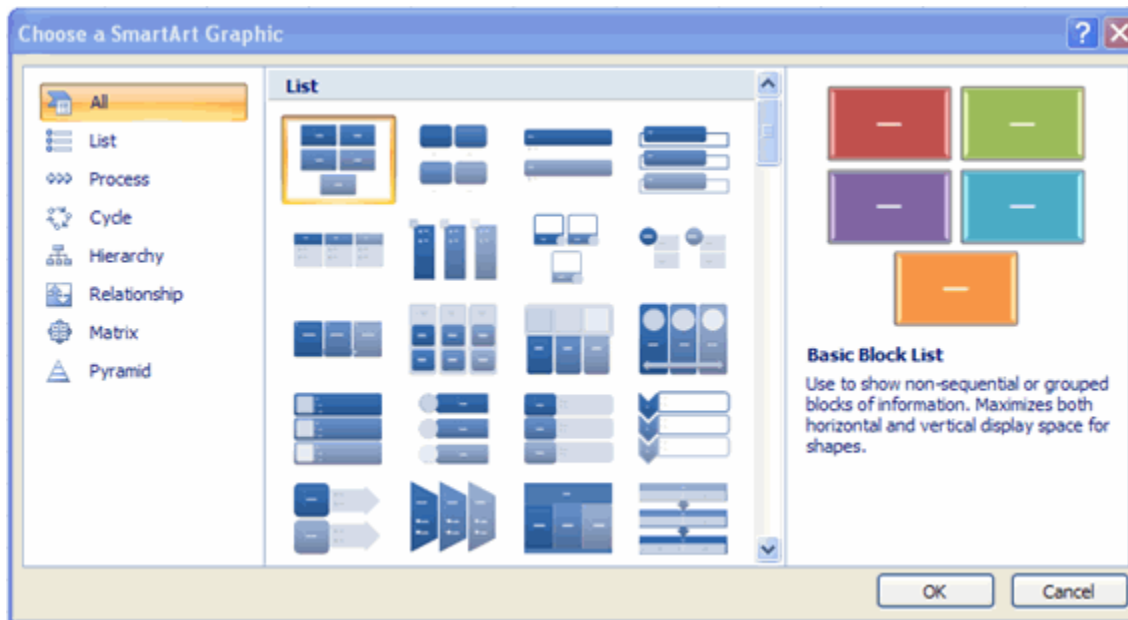 Choose a SmartArt Graphic
All
List
Process
Cycle
Hierarchy
Relationship
Matrix
Pyramid
List
Basic Block List
Use to show non-sequential or grouped
blocks of information. Maximizes both
horizontal and vertical display space for
shapes.
OK
Cancel